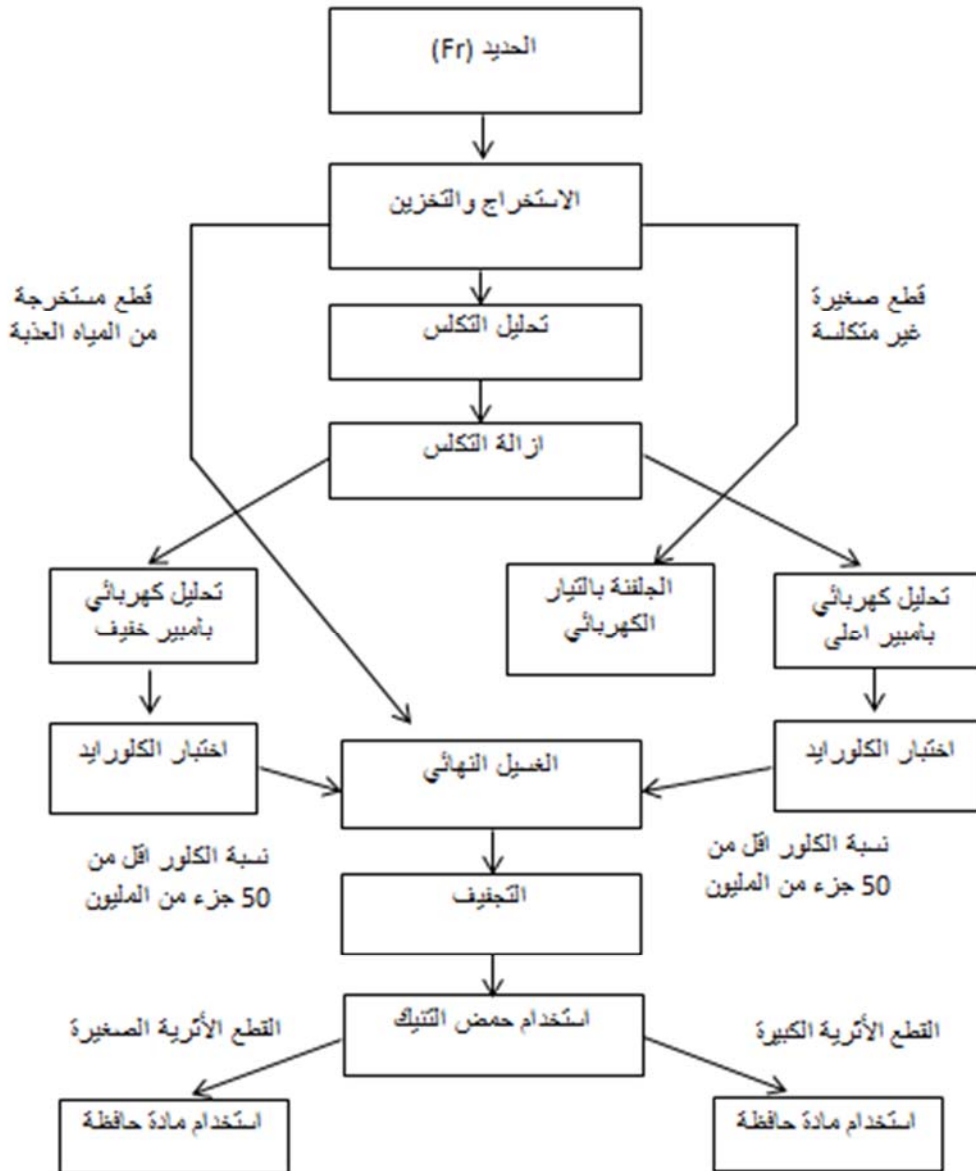 الحديد (Fr)
الاستخراج والتخزين
قطع مستخرجة
من المياه العذبة
قطع صغيرة
غير متكلسة
تحليل التكلس
ازالة التكلس
تحليل كهربائي
بامبير خفيف
الجلفنة بالتيار
الكهربائي
تحليل كهربائي
بامبير اعلى
اختبار الكلورايد
الغسيل النهائي
اختبار الكلورايد
نسبة الكلور اقل من
50 جزء من المليون
نسبة الكلور اقل من
50 جزء من المليون
التجفيف
استخدام حمض التنيك
القطع الأثرية الصغيرة
القطع الأثرية الكبيرة
استخدام مادة حافظة
استخدام مادة حافظة